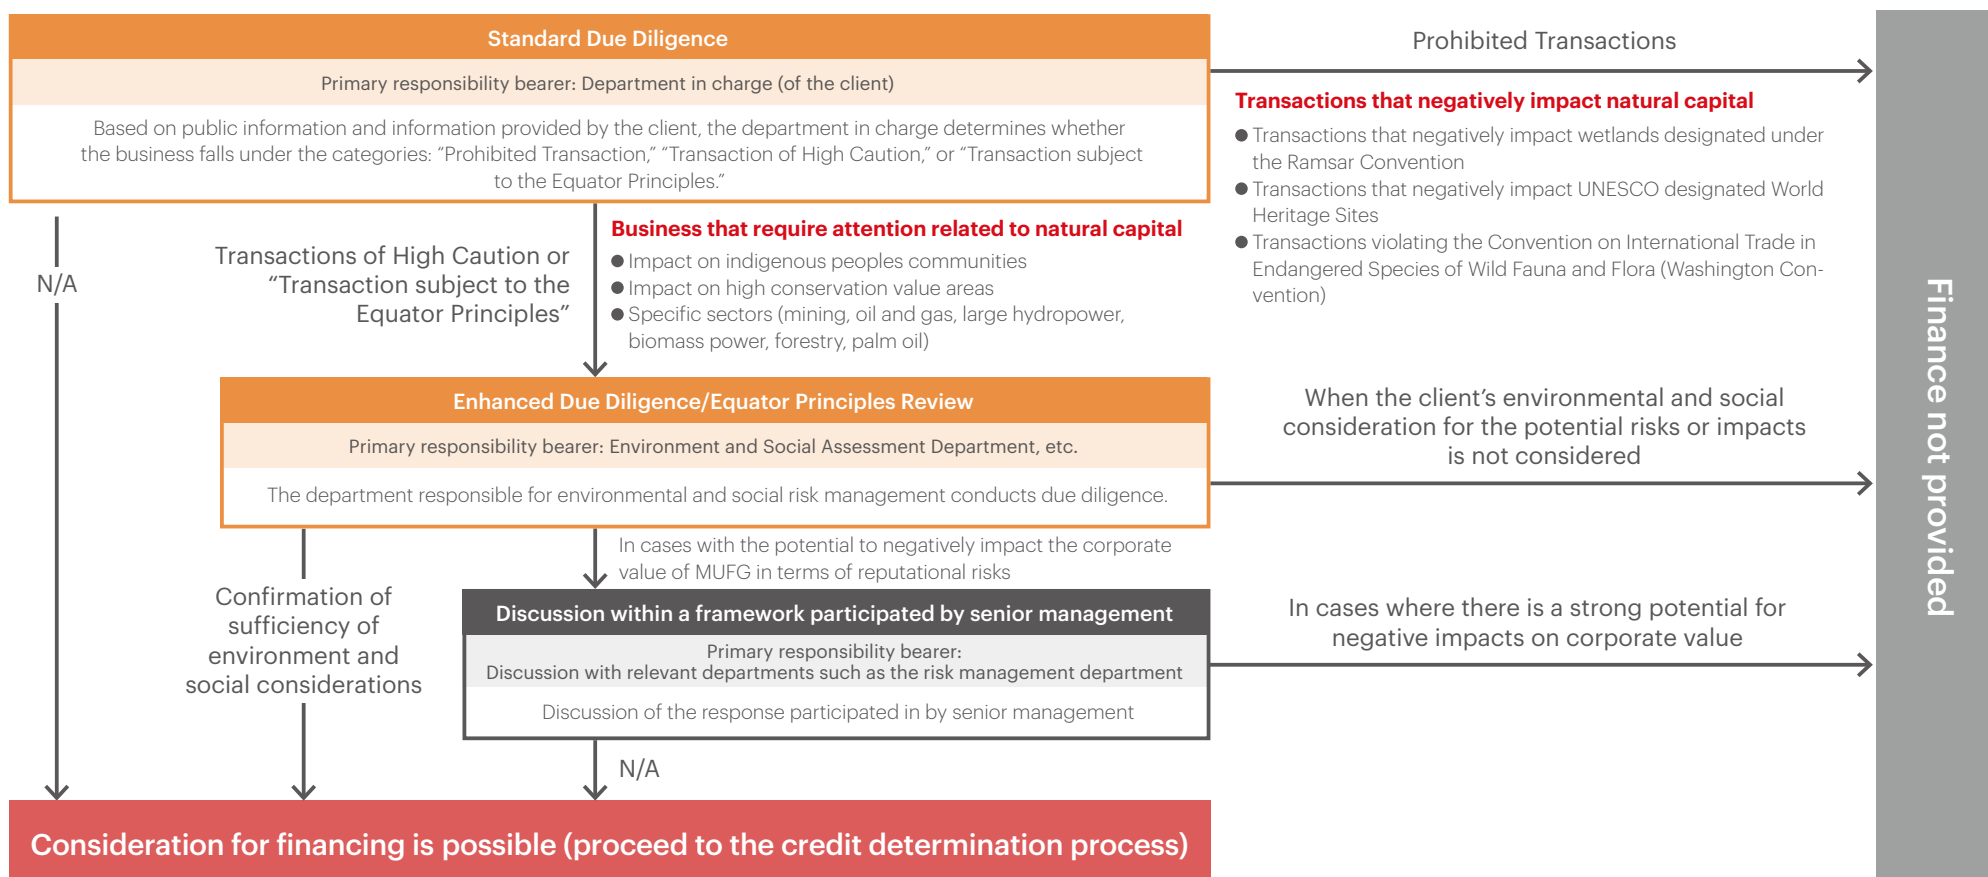 Standard Due Diligence
Primary responsibility bearer: Department in charge (of the client)
Based on public information and information provided by the client, the department in charge determines whether
the business falls under the categories: “Prohibited Transaction,” “Transaction of High Caution,” or “Transaction subject
to the Equator Principles.”
Prohibited Transactions
Transactions that negatively impact natural capital
● Transactions that negatively impact wetlands designated under
the Ramsar Convention
● Transactions that negatively impact UNESCO designated World
Heritage Sites
● Transactions violating the Convention on International Trade in
Endangered Species of Wild Fauna and Flora (Washington Con-
vention)
N/A
Transactions of High Caution or
“Transaction subject to the
Equator Principles”
Business that require attention related to natural capital
● Impact on indigenous peoples communities
● Impact on high conservation value areas
● Specific sectors (mining, oil and gas, large hydropower,
biomass power, forestry, palm oil)
Enhanced Due Diligence/Equator Principles Review
Primary responsibility bearer: Environment and Social Assessment Department, etc.
The department responsible for environmental and social risk management conducts due diligence.
When the client’s environmental and social
consideration for the potential risks or impacts
is not considered
Confirmation of
sufficiency of
environment and
social considerations
In cases with the potential to negatively impact the corporate
value of MUFG in terms of reputational risks
Discussion within a framework participated by senior management
Primary responsibility bearer:
Discussion with relevant departments such as the risk management department
Discussion of the response participated in by senior management
In cases where there is a strong potential for
negative impacts on corporate value
N/A
Consideration for financing is possible (proceed to the credit determination process)
Finance not provided